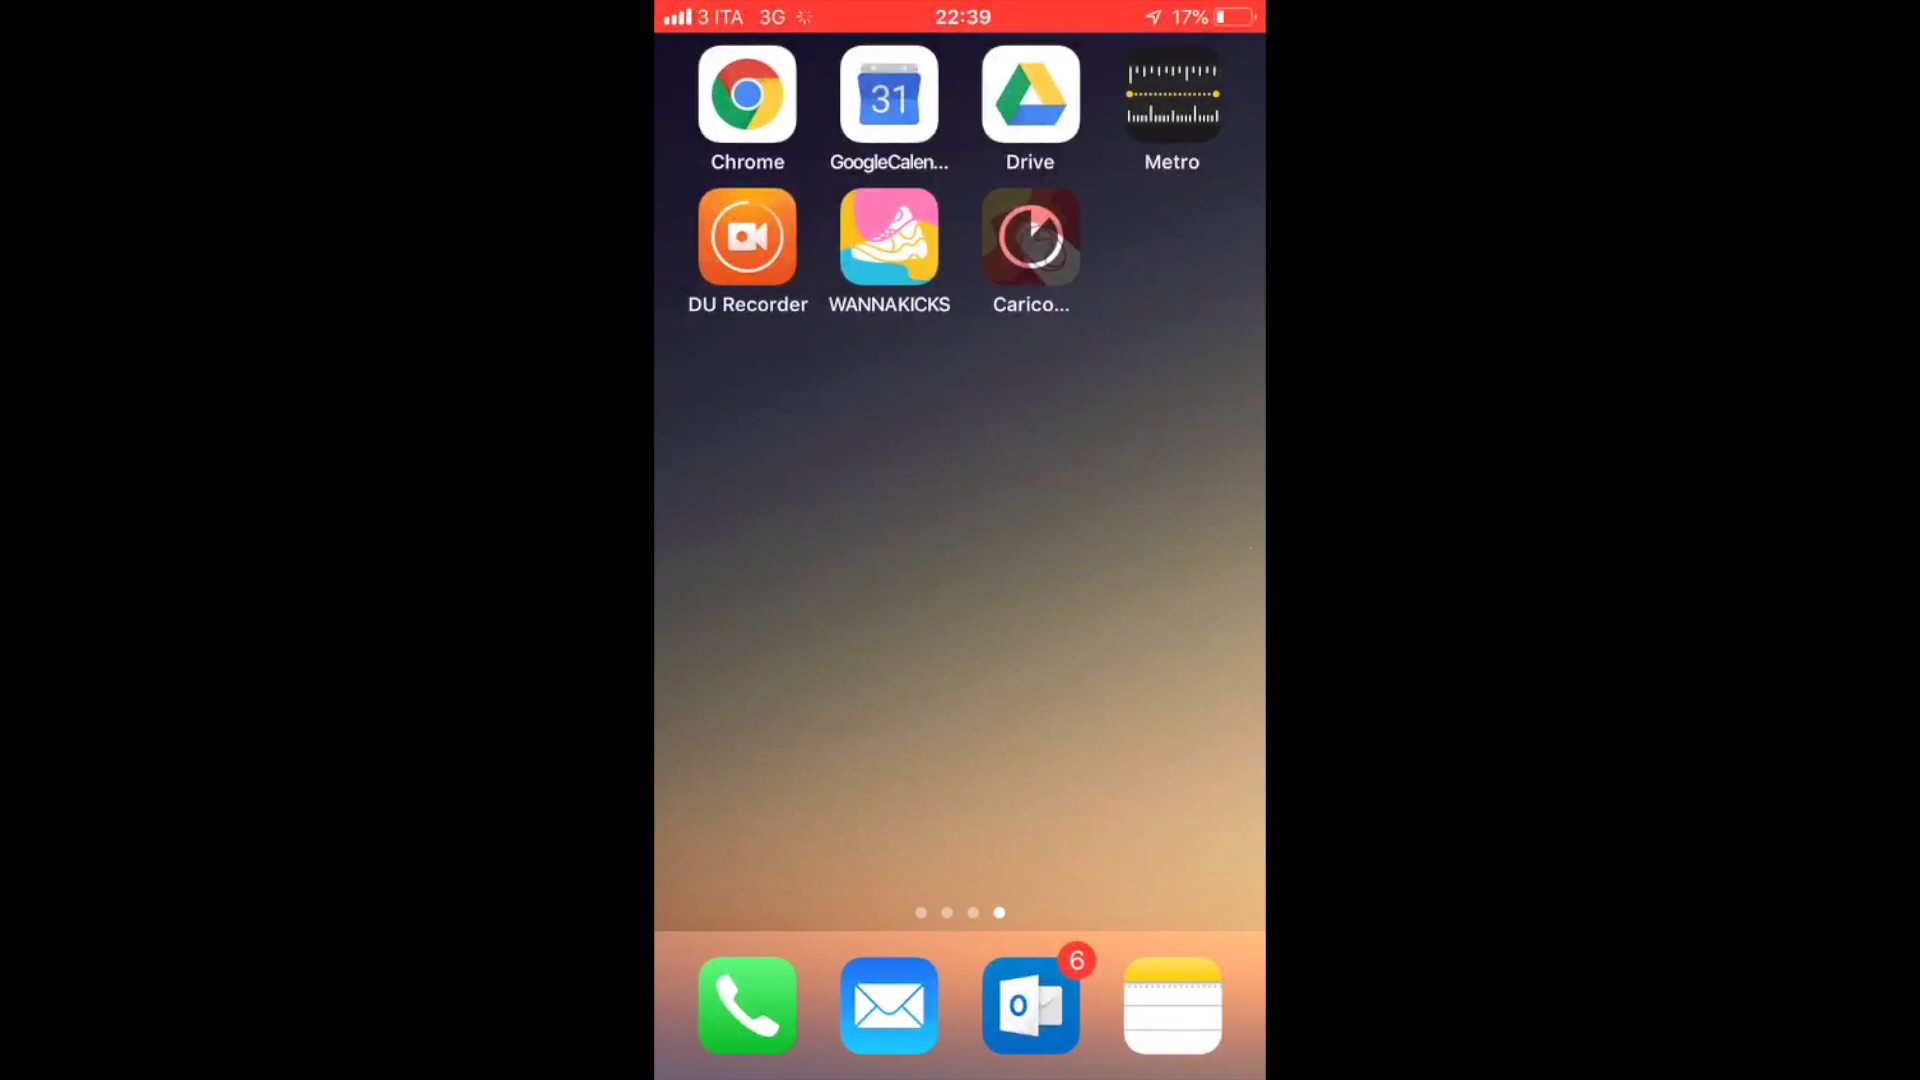 3 ITA 3G 22:39 17%
31
Chrome GoogleCalen... Drive Metro
DU Recorder WANNAKICKS Carico...
6
O